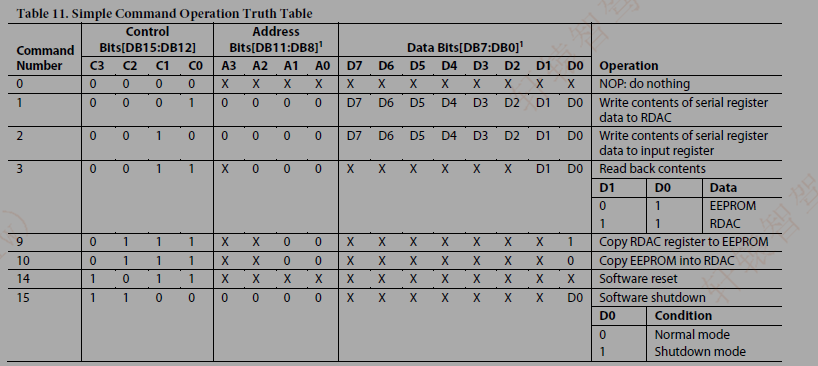 Table 11. Simple Command Operation Truth Table
Command Number Control Bits[DB15:DB12] Address Bits[DB11:DB8]1 Data Bits[DB7:DB0]1 Operation
C3 C2 C1 C0 A3 A2 A1 A0 D7 D6 D5 D4 D3 D2 D1 D0
0 0 0 0 0 X X X X X X X X X X X X NOP: do nothing
1 0 0 0 1 0 0 0 0 D7 D6 D5 D4 D3 D2 D1 D0 Write contents of serial register
data to RDAC
2 0 0 1 0 0 0 0 0 D7 D6 D5 D4 D3 D2 D1 D0 Write contents of serial register
data to input register
3 0 0 1 1 X 0 0 0 X X X X X X D1 D0 Read back contents
D1 D0 Data
0 1 EEPROM
1 1 RDAC
9 0 1 1 1 X X 0 0 X X X X X X X 1 Copy RDAC register to EEPROM
10 0 1 1 1 X X 0 0 X X X X X X X 0 Copy EEPROM into RDAC
14 1 0 1 1 X X X X X X X X X X X X Software reset
15 1 1 0 0 0 0 0 0 X X X X X X X D0 Software shutdown
D0 Condition
0 Normal mode
1 Shutdown mode